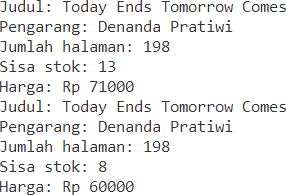 Judul: Today Ends Tomorrow Comes
Pengarang: Denanda Pratiwi
Jumlah halaman: 198
Sisa stok: 13
Harga: Rp 71000
Judul: Today Ends Tomorrow Comes
Pengarang: Denanda Pratiwi
Jumlah halaman: 198
Sisa stok: 8
Harga: Rp 60000